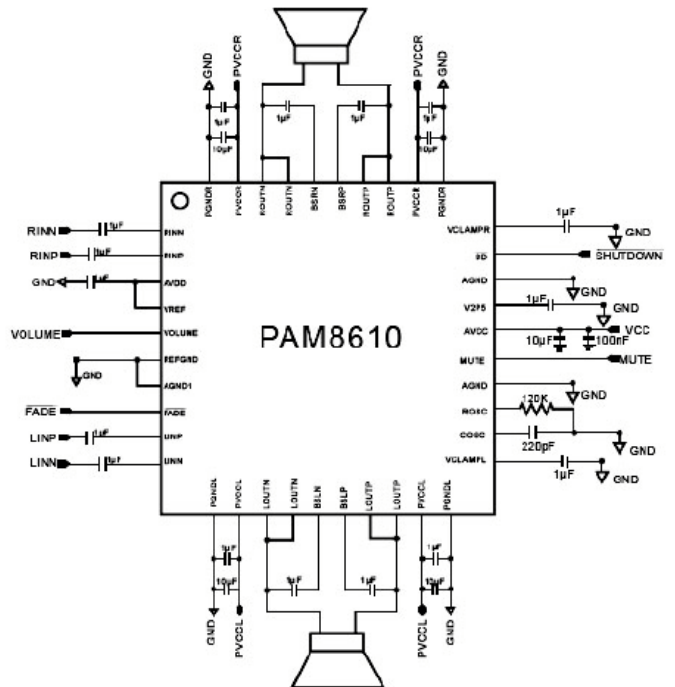 GND
PVCCR
PVCCR
GND
1μF
10μF
1μF
1μF
1μF
10μF
PGNDR
PVCCR
ROUTN
ROUTN
BSRN
BSRP
ROUTP
ROUTP
PVCCR
PGNDR
RINN
1μF
RINN
RINP
1μF
RINP
GND
1μF
AVDD
VREF
VOLUME
VOLUME
REFGND
GND
AGND1
FADE
FADE
LINP
1μF
LINP
LINN
1μF
LINN
PAM8610
VCLAMPR
1μF
GND
SD
SHUTDOWN
AGND
GND
V2P5
1μF
GND
AVCC
10μF
100nF
VCC
MUTE
MUTE
AGND
GND
ROSC
120K
COSC
220pF
GND
VCLAMPL
1μF
GND
PGNDL
PVCCL
LOUTN
LOUTN
BSLN
BSLP
LOUTP
LOUTP
PVCCL
PGNDL
1μF
10μF
1μF
1μF
1μF
10μF
GND
PVCCL
PVCCL
GND